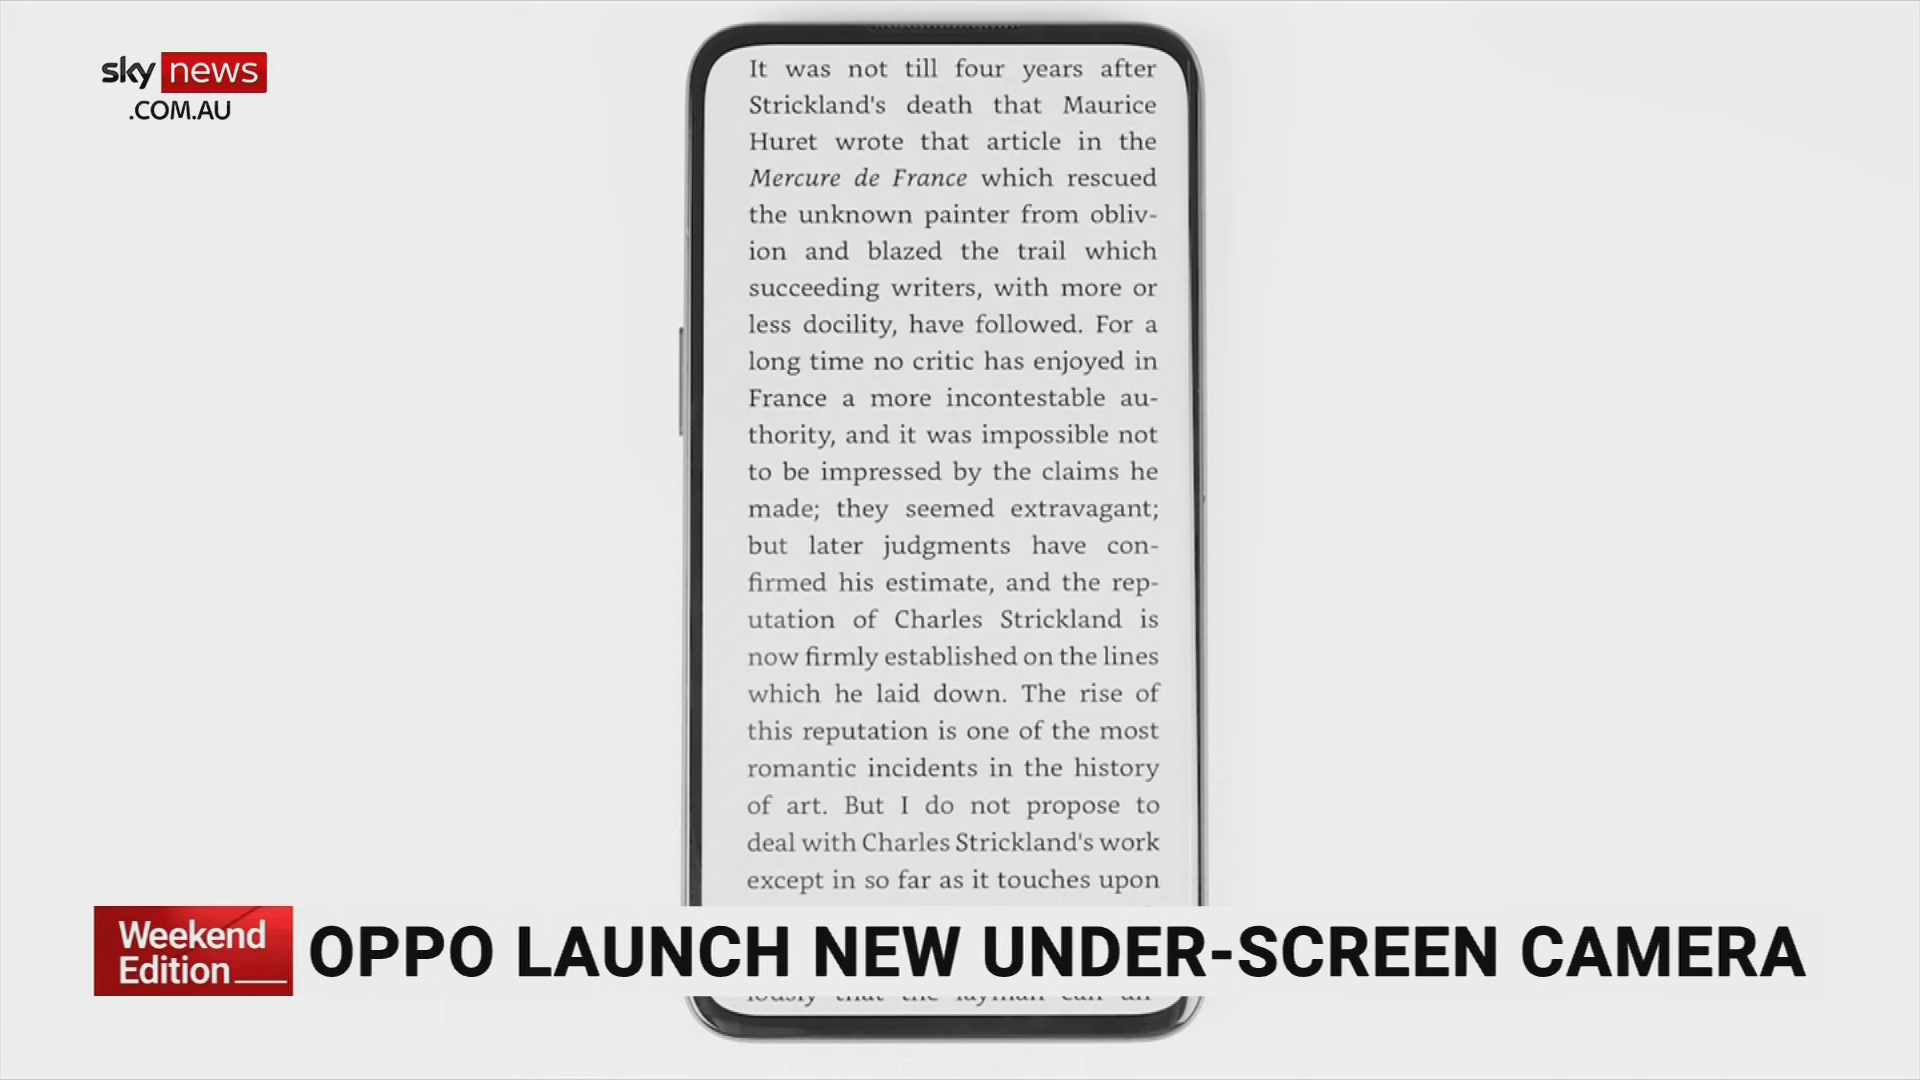 sky news
.COM.AU
It was not till four years after
Strickland's death that Maurice
Huret wrote that article in the
Mercure de France which rescued
the unknown painter from obliv-
ion and blazed the trail which
succeeding writers, with more or
less docility, have followed. For a
long time no critic has enjoyed in
France a more incontestable au-
thority, and it was impossible not
to be impressed by the claims he
made; they seemed extravagant;
but later judgments have con-
firmed his estimate, and the rep-
utation of Charles Strickland is
now firmly established on the lines
which he laid down. The rise of
this reputation is one of the most
romantic incidents in the history
of art. But I do not propose to
deal with Charles Strickland's work
except in so far as it touches upon
Weekend
Edition
OPPO LAUNCH NEW UNDER-SCREEN CAMERA